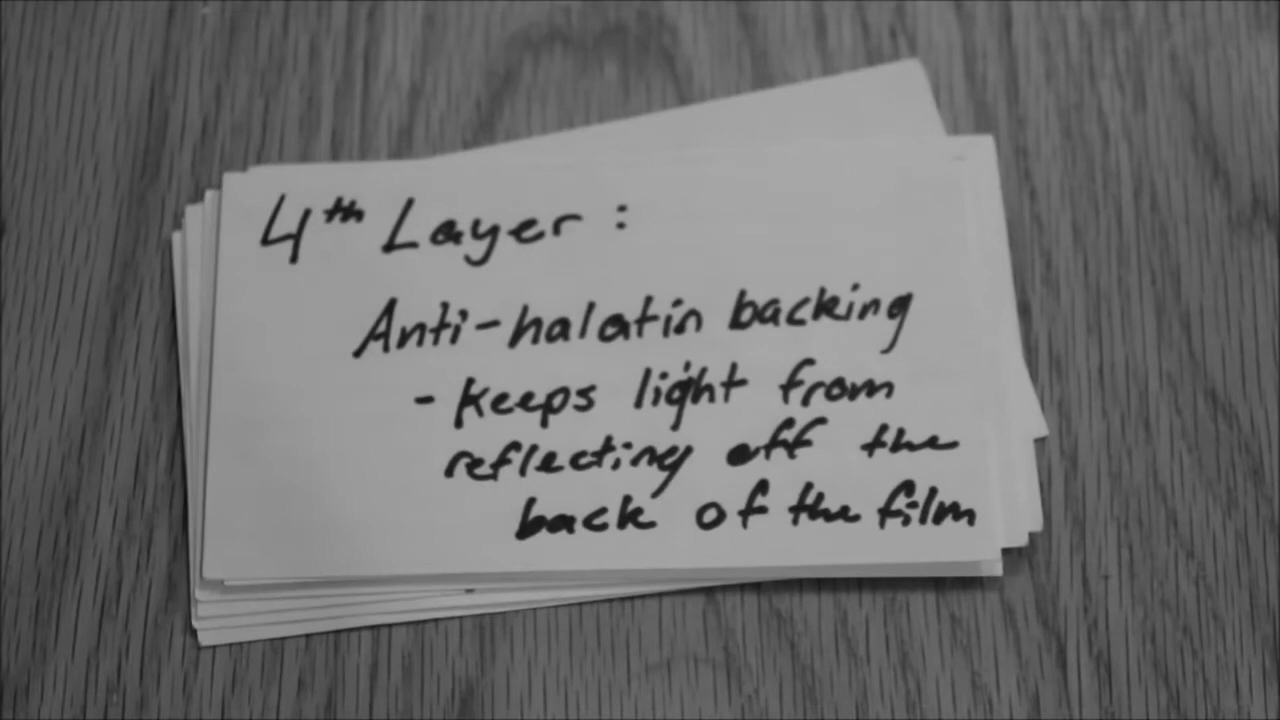 4th Layer :
Anti-halatin backing
- keeps light from
reflecting off the
back of the film